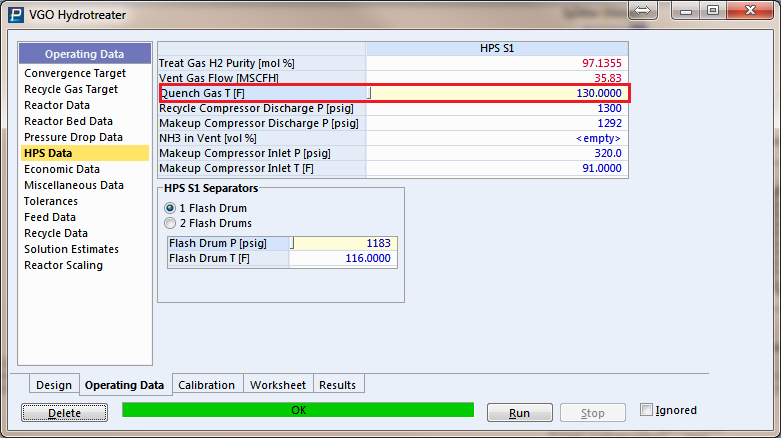 VGO Hydrotreater
Operating Data
Convergence Target
Recycle Gas Target
Reactor Data
Reactor Bed Data
Pressure Drop Data
HPS Data
Economic Data
Miscellaneous Data
Tolerances
Feed Data
Recycle Data
Solution Estimates
Reactor Scaling
HPS S1
Treat Gas H2 Purity [mol %] 97.1355
Vent Gas Flow [MSCFH] 35.83
Quench Gas T [F] 130.0000
Recycle Compressor Discharge P [psig] 1300
Makeup Compressor Discharge P [psig] 1292
NH3 in Vent [vol %] <empty>
Makeup Compressor Inlet P [psig] 320.0
Makeup Compressor Inlet T [F] 91.0000
HPS S1 Separators
1 Flash Drum
2 Flash Drums
Flash Drum P [psig] 1183
Flash Drum T [F] 116.0000
Design Operating Data Calibration Worksheet Results
Delete OK Run Stop Ignored